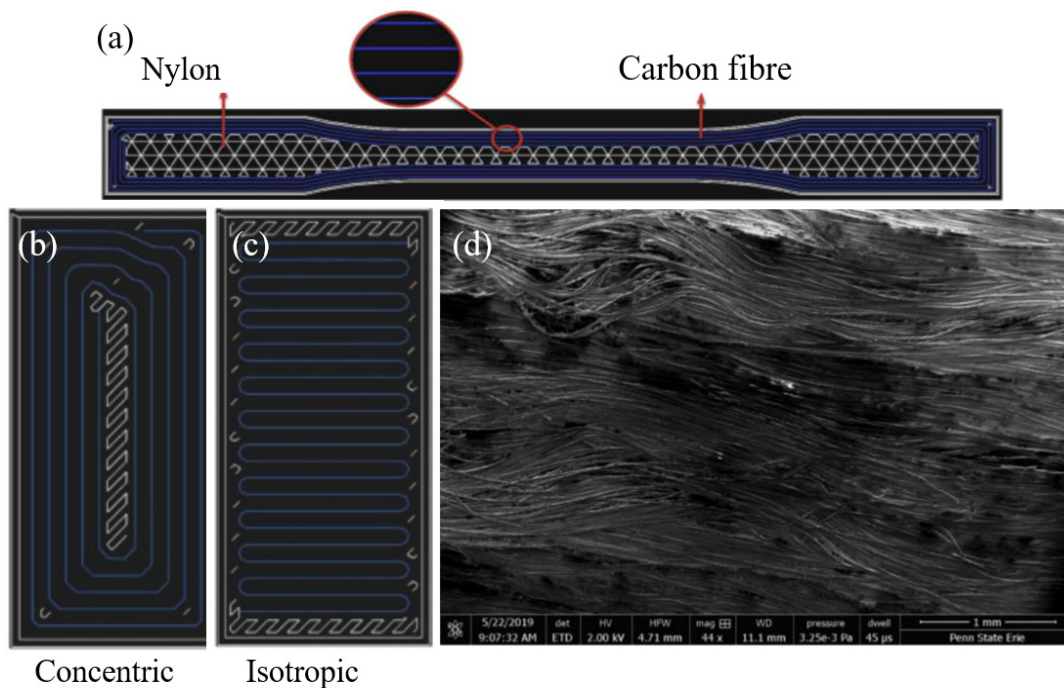 (a)
Nylon
Carbon fibre
(b)
(c)
(d)
5/22/2019 det HV HFW mag WD pressure dwell 1 mm
9:07:32 AM ETD 2.00 kV 4.71 mm 44 x 11.1 mm 3.25e-3 Pa 45 µs Penn State Erie
Concentric
Isotropic